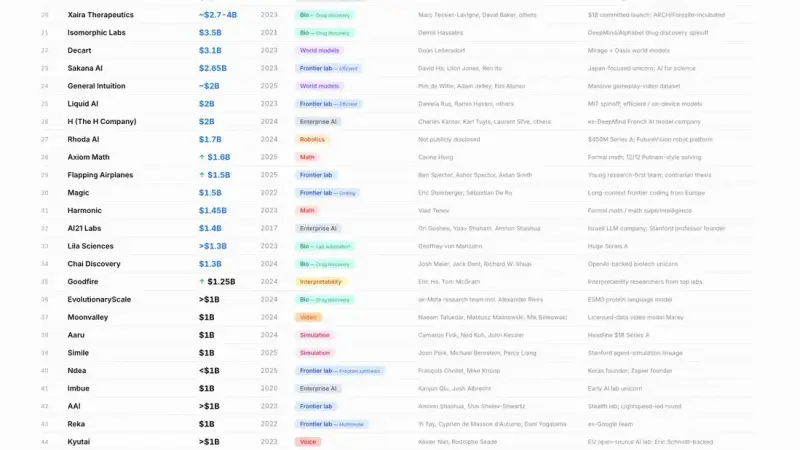 20 Xaira Therapeutics ~$2.7-4B 2023 Bio — Drug discovery Marc Tessier-Lavigne, David Baker, others $1B committed launch; ARCH/Foresite-incubated
21 Isomorphic Labs $3.5B 2021 Bio — Drug discovery Demis Hassabis DeepMind/Alphabet drug discovery spinoff
22 Decart $3.1B 2023 World models Dean Leitersdorf Mirage + Oasis world models
23 Sakana AI $2.65B 2023 Frontier lab — Efficient David Ha, Llion Jones, Ren Ito Japan-focused unicorn; AI for science
24 General Intuition ~$2B 2025 World models Pim de Witte, Adam Jelley, Eloi Alonso Massive gameplay-video dataset
25 Liquid AI $2B 2023 Frontier lab — Efficient Daniela Rus, Ramin Hasani, others MIT spinoff; efficient / on-device models
26 H (The H Company) $2B 2024 Enterprise AI Charles Kantor, Karl Tuyls, Laurent Sifre, others ex-DeepMind French AI model company
27 Rhoda AI $1.7B 2024 Robotics Not publicly disclosed $450M Series A; FutureVision robot platform
28 Axiom Math ↑ $1.6B 2025 Math Carina Hong Formal math; 12/12 Putnam-style solving
29 Flapping Airplanes ↑ $1.5B 2025 Frontier lab Ben Spector, Asher Spector, Aidan Smith Young research-first team; contrarian thesis
30 Magic $1.5B 2022 Frontier lab — Coding Eric Steinberger, Sebastian De Ro Long-context frontier coding from Europe
31 Harmonic $1.45B 2023 Math Vlad Tenev Formal math / math superintelligence
32 AI21 Labs $1.4B 2017 Enterprise AI Ori Goshen, Yoav Shoham, Amnon Shashua Israeli LLM company; Stanford professor founder
33 Lila Sciences >$1.3B 2023 Bio — Lab automation Geoffrey von Maltzahn Huge Series A
34 Chai Discovery $1.3B 2024 Bio — Drug discovery Josh Meier, Jack Dent, Richard W. Shuai OpenAI-backed biotech unicorn
35 Goodfire ↑ $1.25B 2024 Interpretability Eric Ho, Tom McGrath Interpretability researchers from top labs
36 EvolutionaryScale >$1B 2024 Bio — Drug discovery ex-Meta research team incl. Alexander Rives ESM3 protein language model
37 Moonvalley $1B 2024 Video Naeem Talukdar, Mateusz Malinowski, Mik Binkowski Licensed-data video model Marey
39 Aaru $1B 2024 Simulation Cameron Fink, Ned Koh, John Kessler Headline $1B Series A
38 Simile $1B 2025 Simulation Joon Park, Michael Bernstein, Percy Liang Stanford agent-simulation lineage
40 Ndea <$1B 2025 Frontier lab — Program synthesis François Chollet, Mike Knoop Keras founder; Zapier founder
41 Imbue $1B 2020 Enterprise AI Kanjun Qiu, Josh Albrecht Early AI lab unicorn
42 AAI >$1B 2023 Frontier lab Amnon Shashua, Shai Shalev-Shwartz Stealth lab; Lightspeed-led round
43 Reka $1B 2022 Frontier lab — Multimodal Yi Tay, Cyprien de Masson d'Autume, Dani Yogatama ex-Google team
44 Kyutai >$1B 2023 Voice Xavier Niel, Rodolphe Saadé EU open-source AI lab; Eric Schmidt-backed